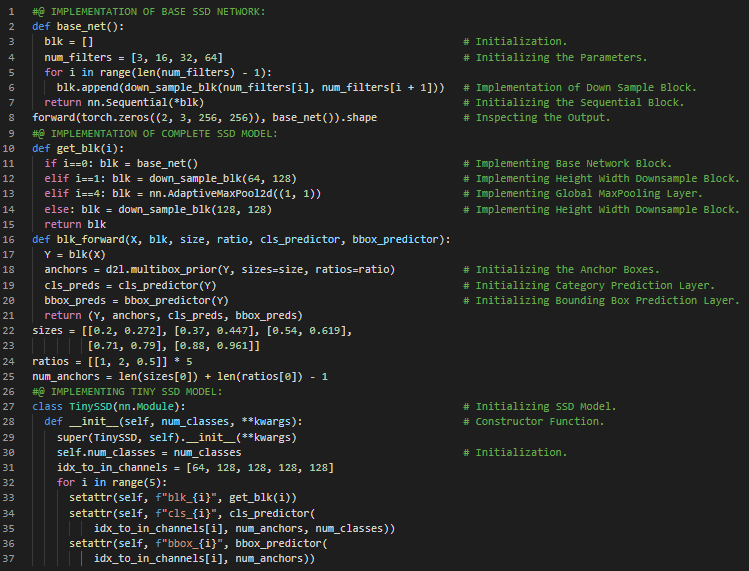 1 #@ IMPLEMENTATION OF BASE SSD NETWORK:
2 def base_net():
3   blk = []                                                    # Initialization.
4   num_filters = [3, 16, 32, 64]                               # Initializing the Parameters.
5   for i in range(len(num_filters) - 1):
6     blk.append(down_sample_blk(num_filters[i], num_filters[i + 1]))   # Implementation of Down Sample Block.
7   return nn.Sequential(*blk)                                  # Initializing the Sequential Block.
8 forward(torch.zeros((2, 3, 256, 256)), base_net()).shape      # Inspecting the Output.
9 #@ IMPLEMENTATION OF COMPLETE SSD MODEL:
10 def get_blk(i):
11   if i==0: blk = base_net()                                  # Implementing Base Network Block.
12   elif i==1: blk = down_sample_blk(64, 128)                  # Implementing Height Width Downsample Block.
13   elif i==4: blk = nn.AdaptiveMaxPool2d((1, 1))              # Implementing Global MaxPooling Layer.
14   else: blk = down_sample_blk(128, 128)                      # Implementing Height Width Downsample Block.
15   return blk
16 def blk_forward(X, blk, size, ratio, cls_predictor, bbox_predictor):
17   Y = blk(X)
18   anchors = d2l.multibox_prior(Y, sizes=size, ratios=ratio)  # Initializing the Anchor Boxes.
19   cls_preds = cls_predictor(Y)                               # Initializing Category Prediction Layer.
20   bbox_preds = bbox_predictor(Y)                             # Initializing Bounding Box Prediction Layer.
21   return (Y, anchors, cls_preds, bbox_preds)
22 sizes = [[0.2, 0.272], [0.37, 0.447], [0.54, 0.619],
23          [0.71, 0.79], [0.88, 0.961]]
24 ratios = [[1, 2, 0.5]] * 5
25 num_anchors = len(sizes[0]) + len(ratios[0]) - 1
26 #@ IMPLEMENTING TINY SSD MODEL:
27 class TinySSD(nn.Module):                                    # Initializing SSD Model.
28   def __init__(self, num_classes, **kwargs):                 # Constructor Function.
29     super(TinySSD, self).__init__(**kwargs)
30     self.num_classes = num_classes                           # Initialization.
31     idx_to_in_channels = [64, 128, 128, 128, 128]
32     for i in range(5):
33       setattr(self, f"blk_{i}", get_blk(i))
34       setattr(self, f"cls_{i}", cls_predictor(
35           idx_to_in_channels[i], num_anchors, num_classes))
36       setattr(self, f"bbox_{i}", bbox_predictor(
37           idx_to_in_channels[i], num_anchors))